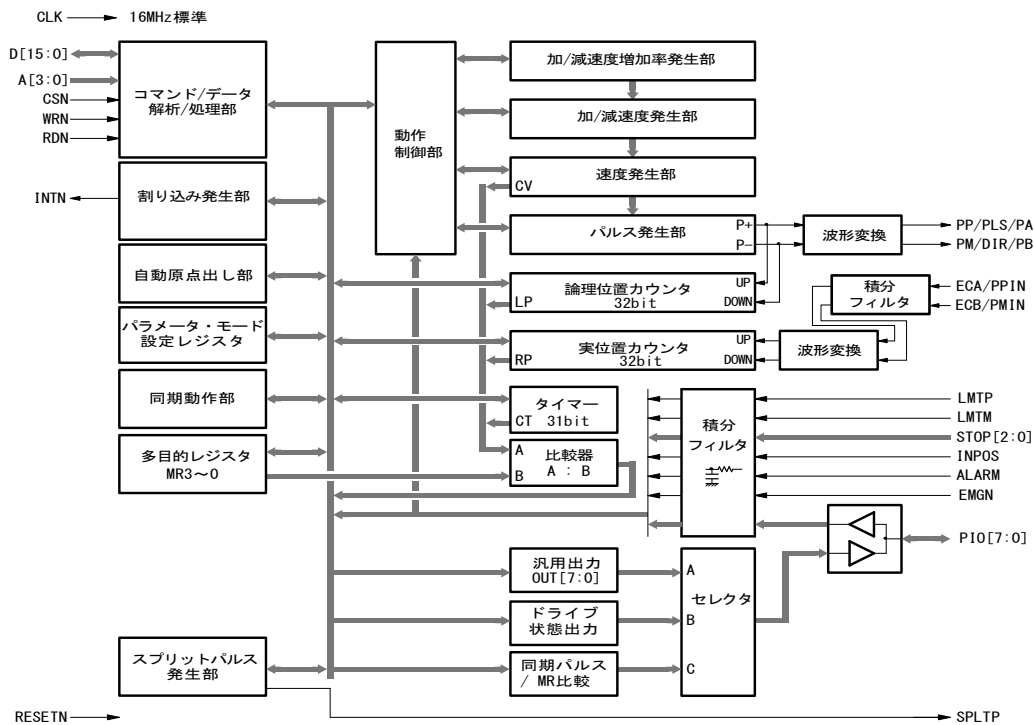 CLK
16MHz標準
D[15:0]
A[3:0]
CSN
WRN
RDN
コマンド/データ
解析/処理部
INTN
割り込み発生部
自動原点出し部
パラメータ・モード
設定レジスタ
同期動作部
多目的レジスタ
MR3～0
スプリットパルス
発生部
RESETN
動作
制御部
加/減速度増加率発生部
加/減速度発生部
速度発生部
CV
パルス発生部
P+
P-
波形変換
PP/PLS/PA
PM/DIR/PB
論理位置カウンタ
32bit
UP
DOWN
LP
積分
フィルタ
ECA/PPIN
ECB/PMIN
実位置カウンタ
32bit
UP
DOWN
RP
波形変換
タイマー
CT 31bit
A
B
比較器
A : B
積分
フィルタ
LMTP
LMTM
STOP[2:0]
INPOS
ALARM
EMGN
PIO[7:0]
汎用出力
OUT[7:0]
ドライブ
状態出力
同期パルス
/ MR比較
A
セレクタ
B
C
SPLTP